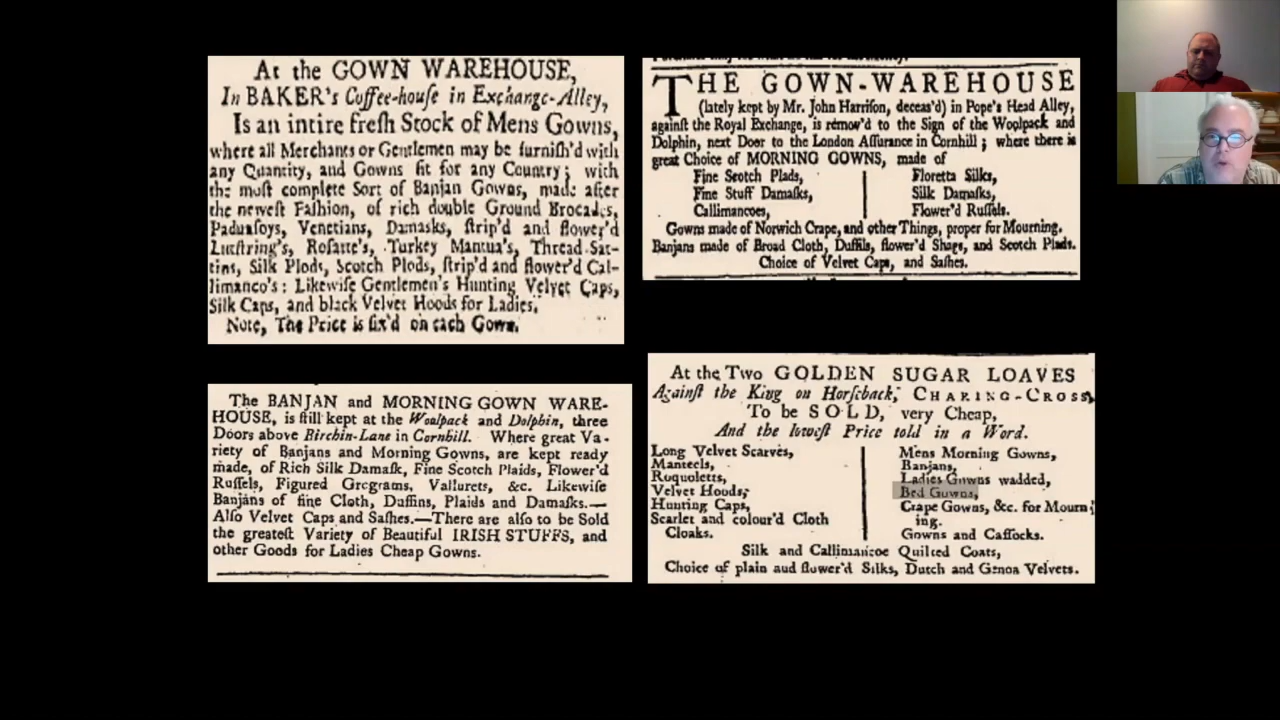 At the GOWN WAREHOUSE,
In BAKER's Coffee-house in Exchange-Alley,
Is an intire freſh Stock of Mens Gowns,
where all Merchants or Gentlemen may be furniſh'd with
any Quantity, and Gowns fit for any Country; with
the moſt complete Sort of Banjan Gowns, made after
the neweſt Faſhion, of rich double Ground Brocades,
Paduaſoys, Venetians, Damasks, ſtrip'd and flower'd
Luſtring's, Roſatte's, Turkey Mantua's, Thread Sat-
tins, Silk Plods, Scotch Plods, ſtrip'd and flower'd Cal-
limanco's: Likewiſe Gentlemen's Hunting Velvet Caps,
Silk Caps, and black Velvet Hoods for Ladies.
Note, The Price is fix'd on each Gown.
THE GOWN-WAREHOUSE
(lately kept by Mr. John Harriſon, deceas'd) in Pope's Head Alley,
againſt the Royal Exchange, is remov'd to the Sign of the Woolpack and
Dolphin, next Door to the London Aſſurance in Cornhill; where there is
great Choice of MORNING GOWNS, made of
Fine Scotch Plads,
Fine Stuff Damaſks,
Callimancoes,
Floretta Silks,
Silk Damaſks,
Flower'd Ruſſels.
Gowns made of Norwich Crape, and other Things, proper for Mourning.
Banjans made of Broad Cloth, Duffils, flower'd Shags, and Scotch Plads.
Choice of Velvet Caps, and Saſhes.
The BANJAN and MORNING GOWN WARE-
HOUSE, is ſtill kept at the Woolpack and Dolphin, three
Doors above Birchin-Lane in Cornhill. Where great Va-
riety of Banjans and Morning Gowns, are kept ready
made, of Rich Silk Damaſk, Fine Scotch Plaids, Flower'd
Ruſſels, Figured Grograms, Vallurets, &c. Likewiſe
Banjans of fine Cloth, Duffins, Plaids and Damaſks.—
Alſo Velvet Caps and Saſhes.—There are alſo to be Sold
the greateſt Variety of Beautiful IRISH STUFFS, and
other Goods for Ladies Cheap Gowns.
At the Two GOLDEN SUGAR LOAVES
Againſt the King on Horſeback, CHARING-CROSS,
To be SOLD, very Cheap,
And the loweſt Price told in a Word.
Long Velvet Scarves,
Manteels,
Roquoletts,
Velvet Hoods,
Hunting Caps,
Scarlet and colour'd Cloth
Cloaks.
Mens Morning Gowns,
Banjans,
Ladies Gowns wadded,
Bed Gowns,
Crape Gowns, &c. for Mourn
ing.
Gowns and Caſſocks.
Silk and Callimancoe Quilted Coats,
Choice of plain and flower'd Silks, Dutch and Genoa Velvets.